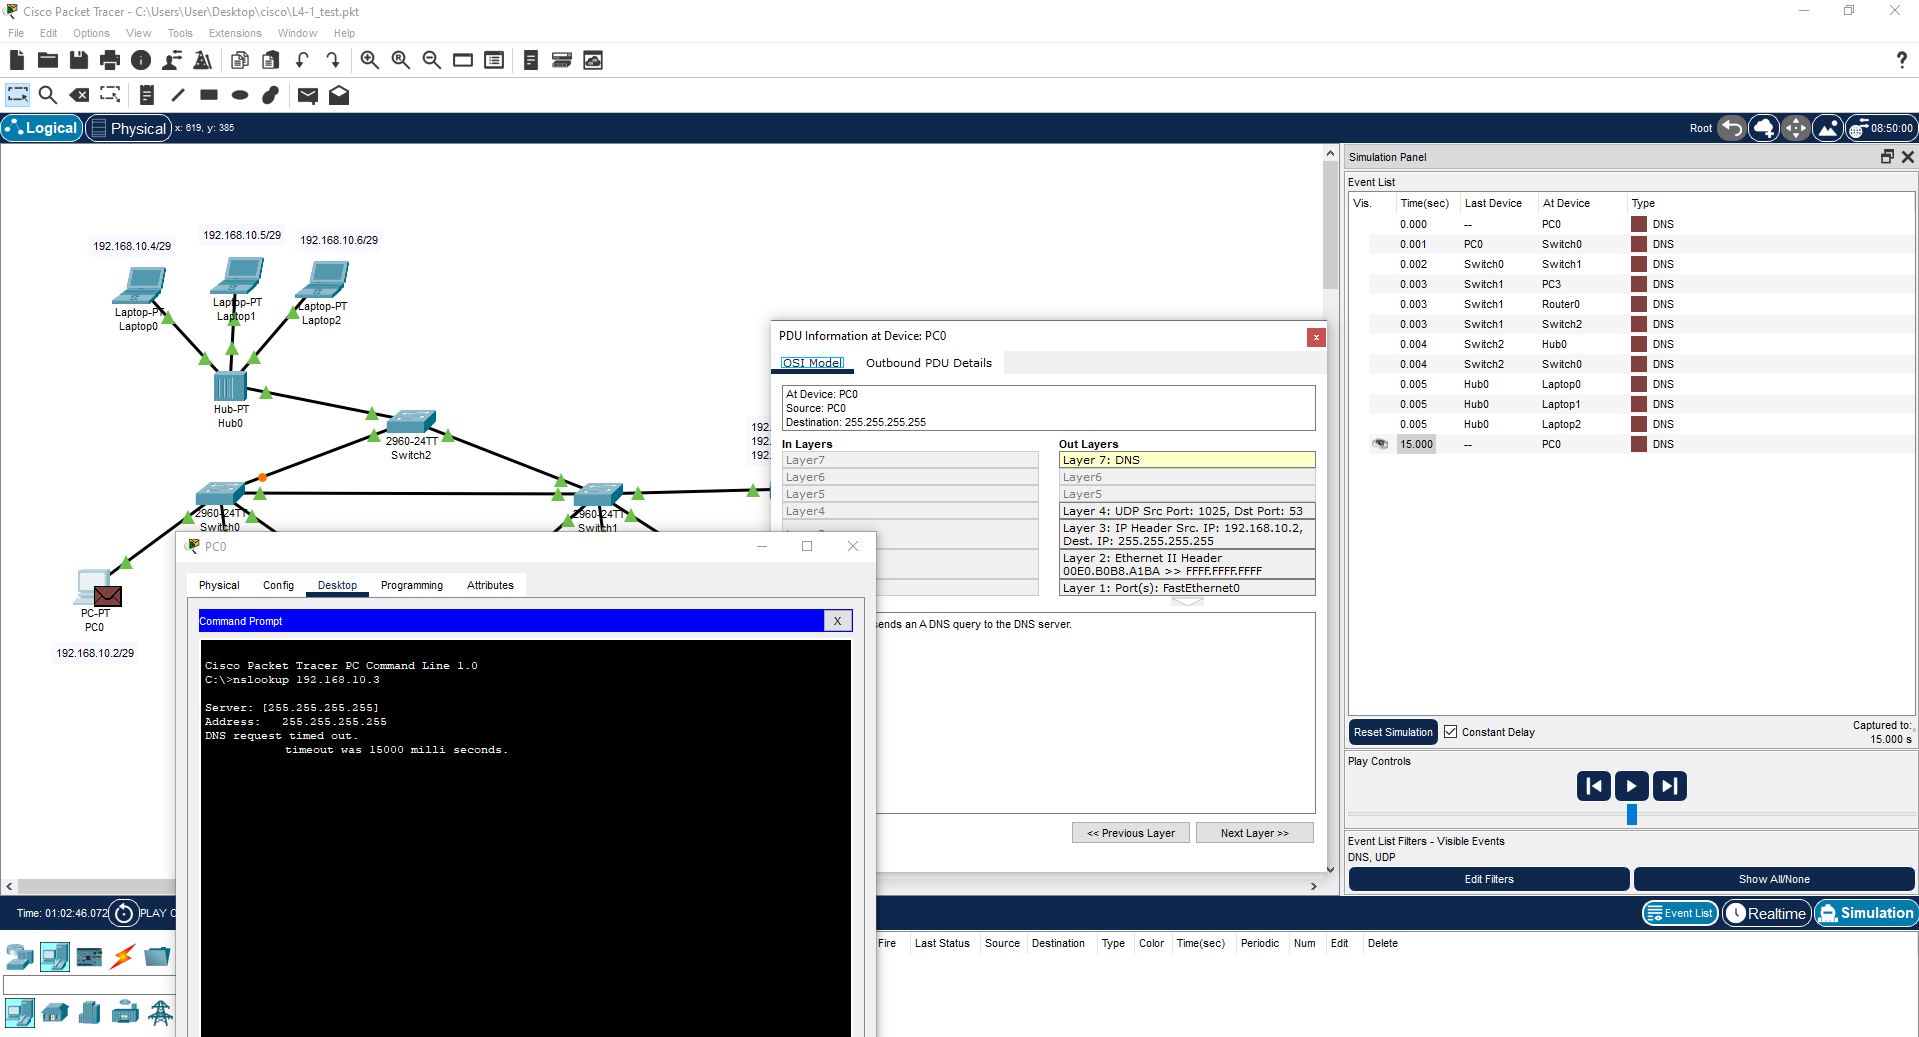 Cisco Packet Tracer - C:\Users\User\Desktop\cisco\L4-1_test.pkt
File Edit Options View Tools Extensions Window Help
Logical Physical x: 619, y: 385 Root 08:50:00
192.168.10.4/29
192.168.10.5/29
192.168.10.6/29
Laptop-PT
Laptop0
Laptop-PT
Laptop1
Laptop-PT
Laptop2
Hub-PT
Hub0
2960-24TT
Switch2
2960-24TT
Switch0
2960-24TT
Switch1
192.
192.
192.
PC-PT
PC0
192.168.10.2/29
PDU Information at Device: PC0
x
OSI Model Outbound PDU Details
At Device: PC0
Source: PC0
Destination: 255.255.255.255
In Layers
Layer7
Layer6
Layer5
Layer4
Out Layers
Layer 7: DNS
Layer6
Layer5
Layer 4: UDP Src Port: 1025, Dst Port: 53
Layer 3: IP Header Src. IP: 192.168.10.2,
Dest. IP: 255.255.255.255
Layer 2: Ethernet II Header
00E0.B0B8.A1BA >> FFFF.FFFF.FFFF
Layer 1: Port(s): FastEthernet0
sends an A DNS query to the DNS server.
<< Previous Layer Next Layer >>
PC0
Physical Config Desktop Programming Attributes
Command Prompt X
Cisco Packet Tracer PC Command Line 1.0
C:\>nslookup 192.168.10.3
Server: [255.255.255.255]
Address: 255.255.255.255
DNS request timed out.
timeout was 15000 milli seconds.
Simulation Panel
Event List
Vis. Time(sec) Last Device At Device Type
0.000 -- PC0 DNS
0.001 PC0 Switch0 DNS
0.002 Switch0 Switch1 DNS
0.003 Switch1 PC3 DNS
0.003 Switch1 Router0 DNS
0.003 Switch1 Switch2 DNS
0.004 Switch2 Hub0 DNS
0.004 Switch2 Switch0 DNS
0.005 Hub0 Laptop0 DNS
0.005 Hub0 Laptop1 DNS
0.005 Hub0 Laptop2 DNS
15.000 -- PC0 DNS
Reset Simulation Constant Delay
Captured to:
15.000 s
Play Controls
Event List Filters - Visible Events
DNS, UDP
Edit Filters Show All/None
Time: 01:02:46.072 PLAY C
Event List Realtime Simulation
Fire Last Status Source Destination Type Color Time(sec) Periodic Num Edit Delete